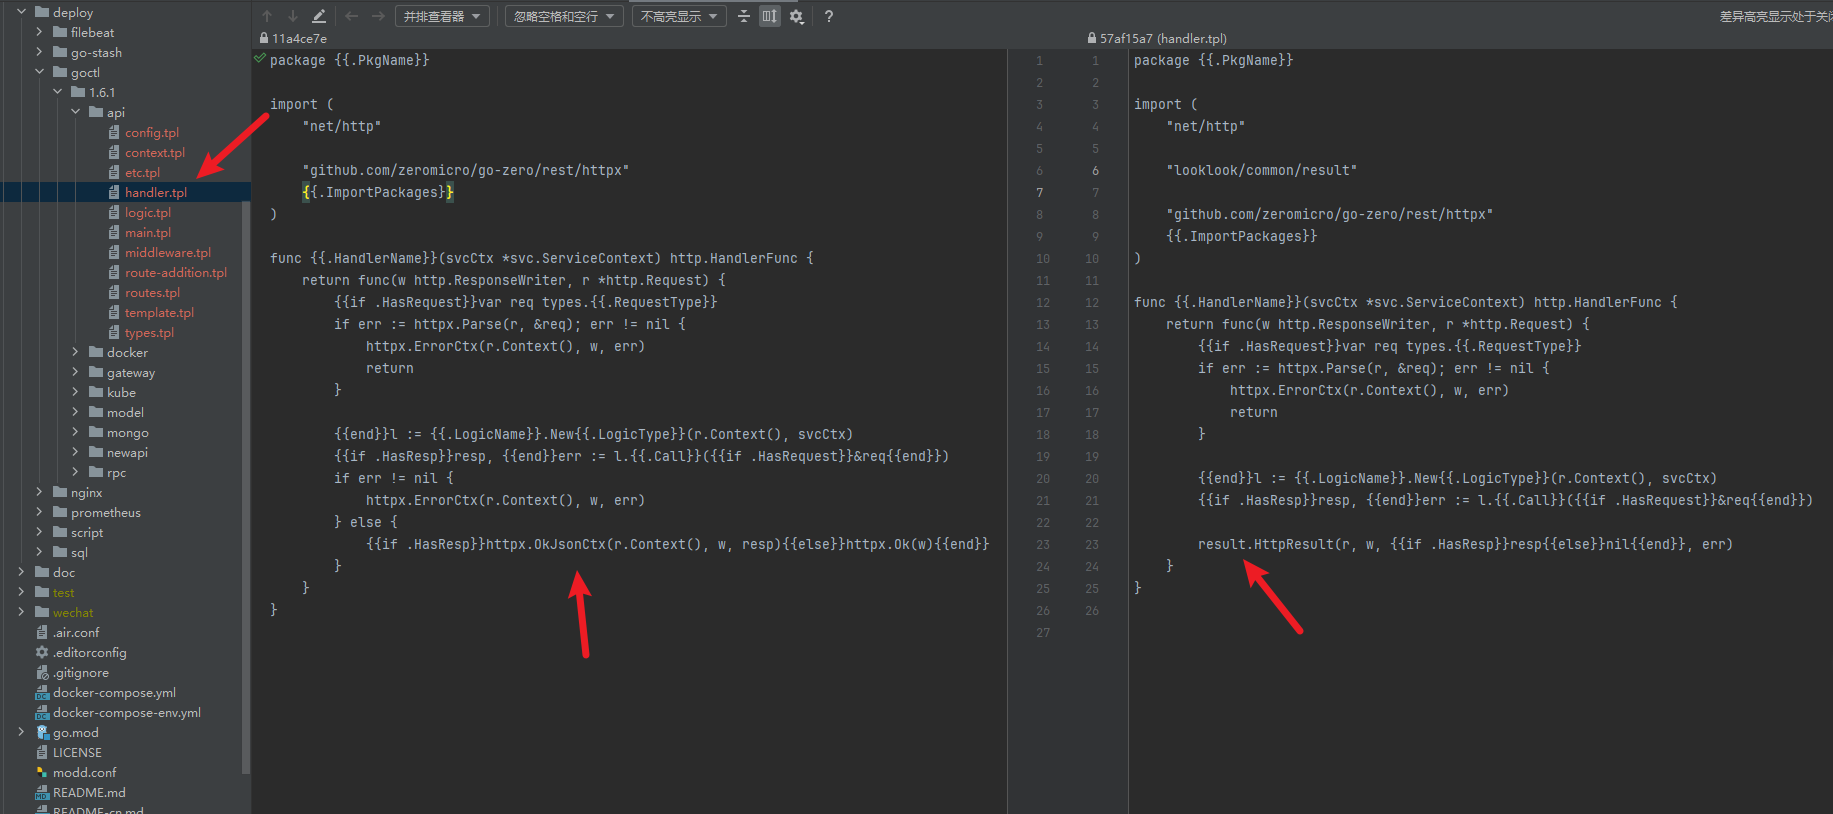 deploy
filebeat
go-stash
goctl
1.6.1
api
config.tpl
context.tpl
etc.tpl
handler.tpl
logic.tpl
main.tpl
middleware.tpl
route-addition.tpl
routes.tpl
template.tpl
types.tpl
docker
gateway
kube
model
mongo
newapi
rpc
nginx
prometheus
script
sql
doc
test
wechat
.air.conf
.editorconfig
.gitignore
docker-compose.yml
docker-compose-env.yml
go.mod
LICENSE
modd.conf
README.md
README-cn.md
并排查看器
忽略空格和空行
不高亮显示
?
差异高亮显示处于关闭
11a4ce7e
package {{.PkgName}}
import (
"net/http"
"github.com/zeromicro/go-zero/rest/httpx"
{{.ImportPackages}}
)
func {{.HandlerName}}(svcCtx *svc.ServiceContext) http.HandlerFunc {
return func(w http.ResponseWriter, r *http.Request) {
{{if .HasRequest}}var req types.{{.RequestType}}
if err := httpx.Parse(r, &req); err != nil {
httpx.ErrorCtx(r.Context(), w, err)
return
}
{{end}}l := {{.LogicName}}.New{{.LogicType}}(r.Context(), svcCtx)
{{if .HasResp}}resp, {{end}}err := l.{{.Call}}({{if .HasRequest}}&req{{end}})
if err != nil {
httpx.ErrorCtx(r.Context(), w, err)
} else {
{{if .HasResp}}httpx.OkJsonCtx(r.Context(), w, resp){{else}}httpx.Ok(w){{end}}
}
}
}
1 1
2 2
3 3
4 4
5 5
6 6
7 7
8 8
9 9
10 10
11 11
12 12
13 13
14 14
15 15
16 16
17 17
18 18
19 19
20 20
21 21
22 22
23 23
24 24
25 25
26 26
27
57af15a7 (handler.tpl)
package {{.PkgName}}
import (
"net/http"
"looklook/common/result"
"github.com/zeromicro/go-zero/rest/httpx"
{{.ImportPackages}}
)
func {{.HandlerName}}(svcCtx *svc.ServiceContext) http.HandlerFunc {
return func(w http.ResponseWriter, r *http.Request) {
{{if .HasRequest}}var req types.{{.RequestType}}
if err := httpx.Parse(r, &req); err != nil {
httpx.ErrorCtx(r.Context(), w, err)
return
}
{{end}}l := {{.LogicName}}.New{{.LogicType}}(r.Context(), svcCtx)
{{if .HasResp}}resp, {{end}}err := l.{{.Call}}({{if .HasRequest}}&req{{end}})
result.HttpResult(r, w, {{if .HasResp}}resp{{else}}nil{{end}}, err)
}
}